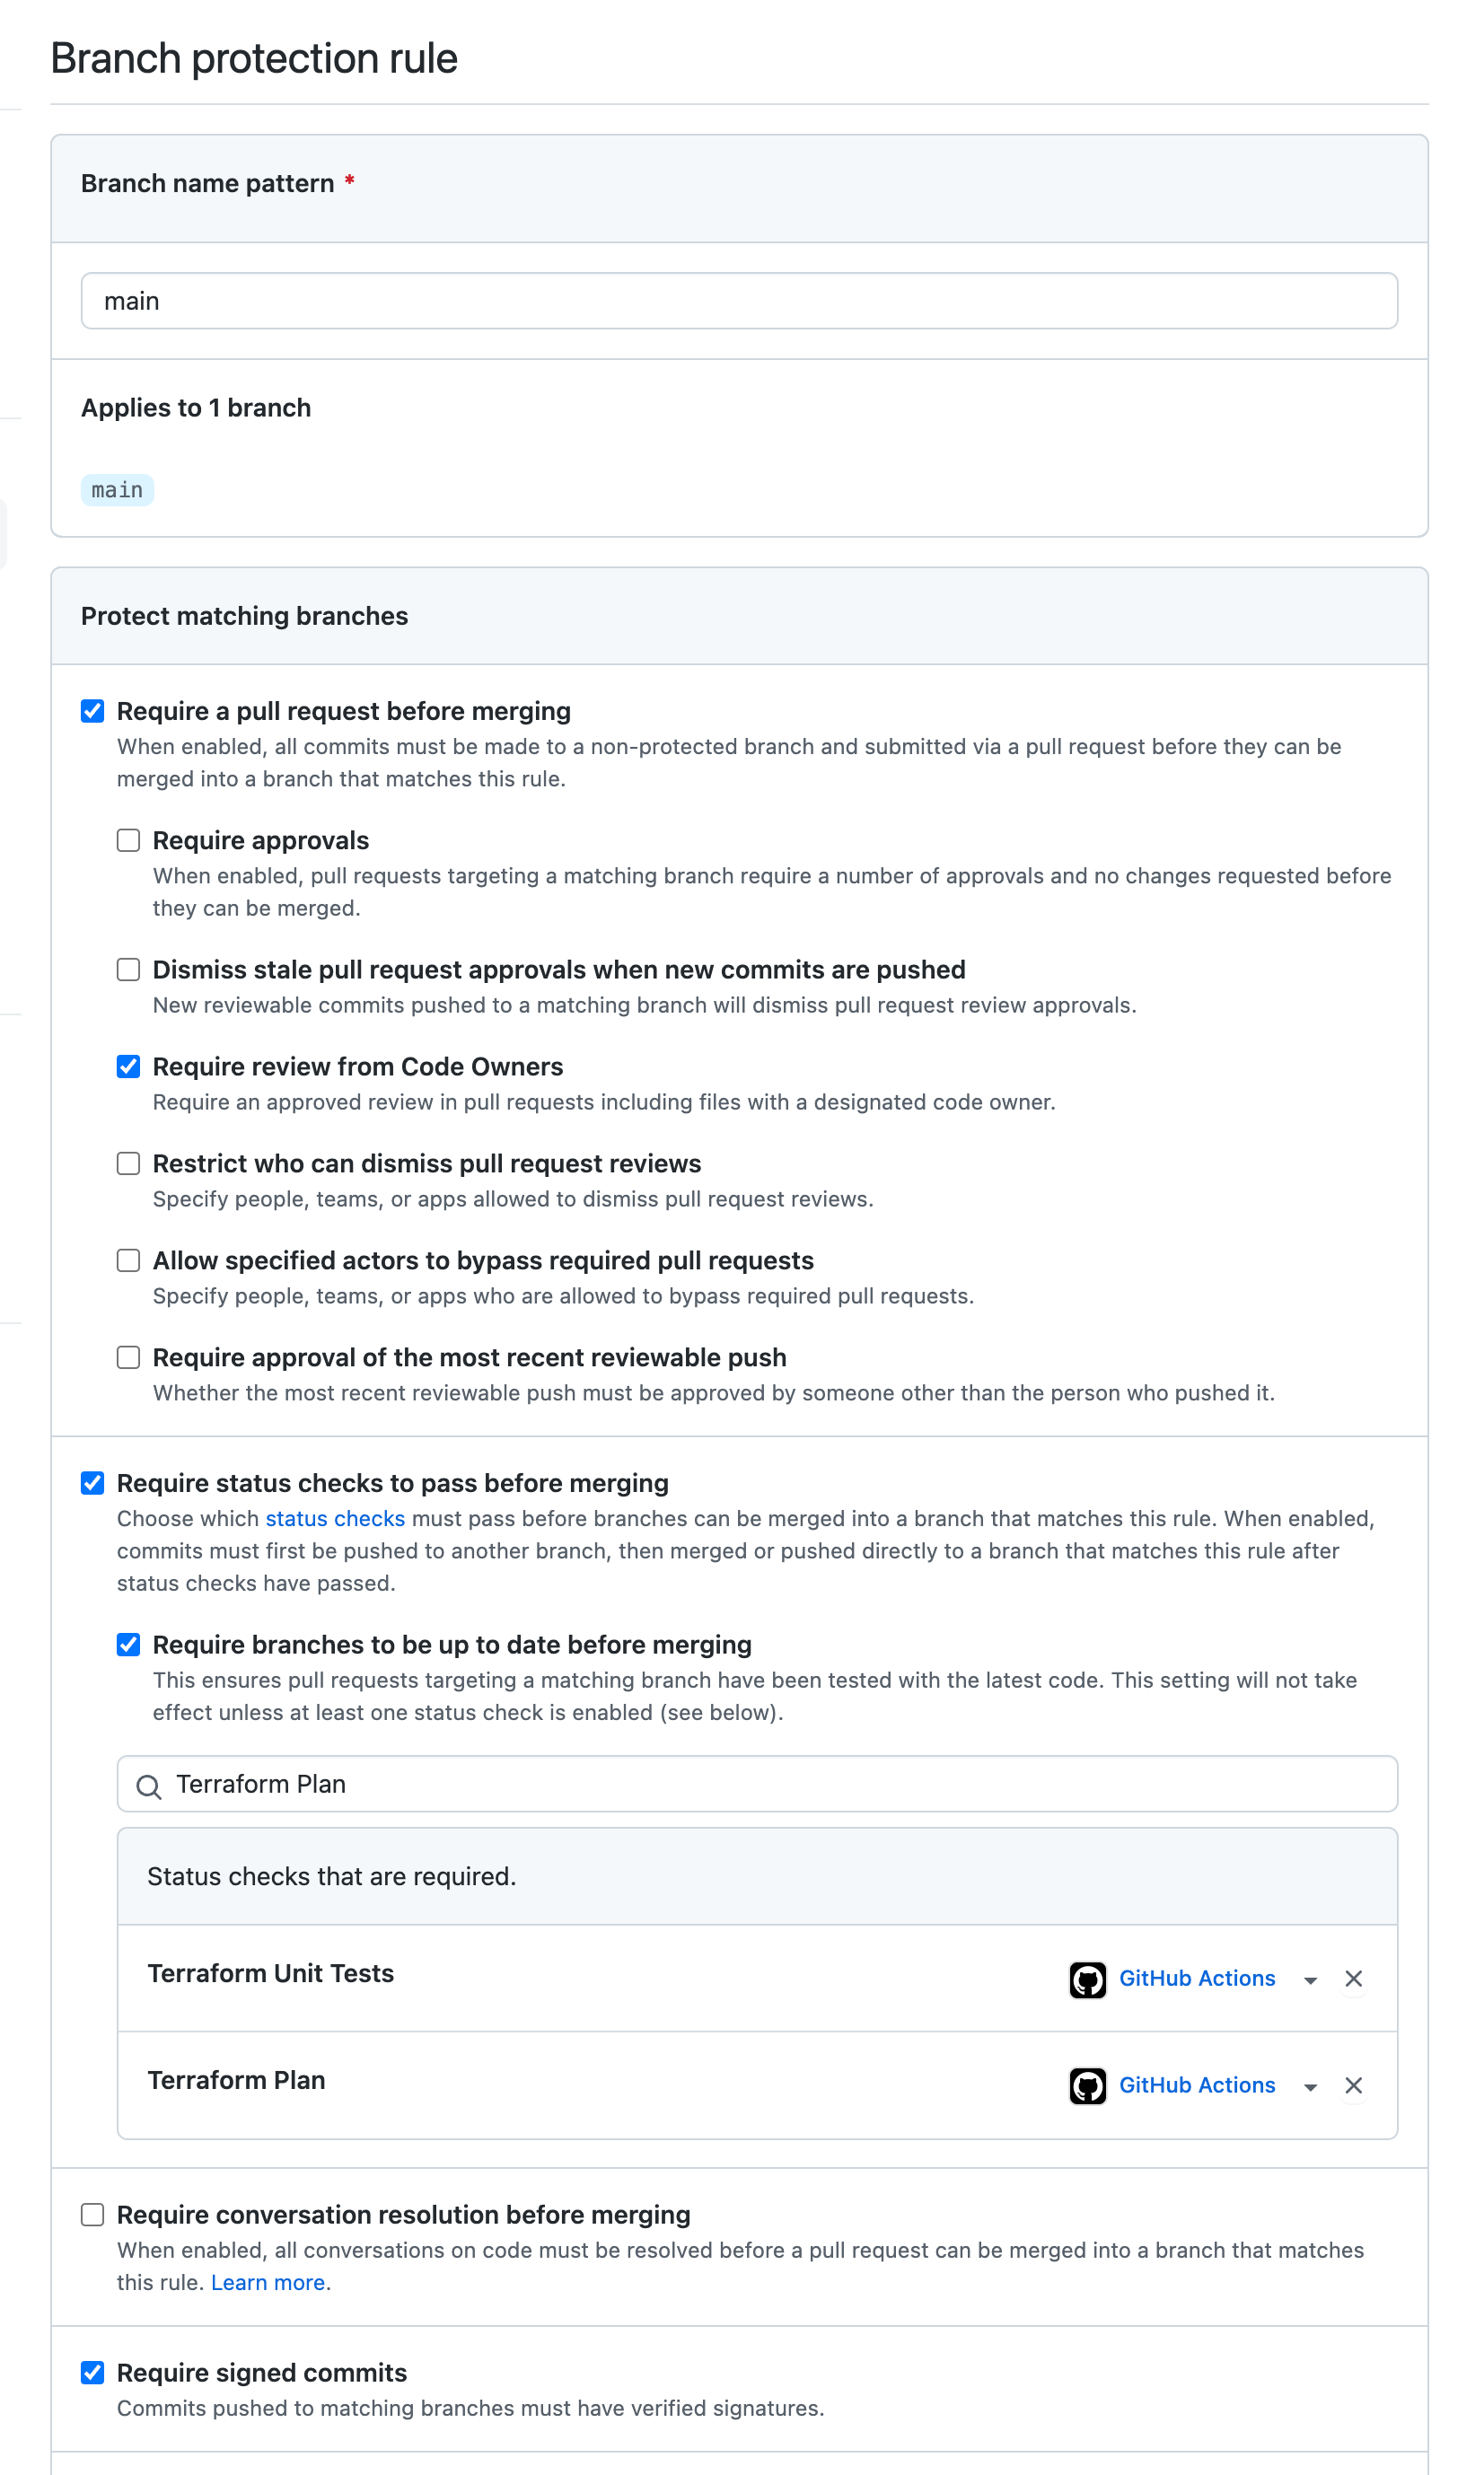 Branch protection rule
Branch name pattern *
main
Applies to 1 branch
main
Protect matching branches
Require a pull request before merging
When enabled, all commits must be made to a non-protected branch and submitted via a pull request before they can be
merged into a branch that matches this rule.
Require approvals
When enabled, pull requests targeting a matching branch require a number of approvals and no changes requested before
they can be merged.
Dismiss stale pull request approvals when new commits are pushed
New reviewable commits pushed to a matching branch will dismiss pull request review approvals.
Require review from Code Owners
Require an approved review in pull requests including files with a designated code owner.
Restrict who can dismiss pull request reviews
Specify people, teams, or apps allowed to dismiss pull request reviews.
Allow specified actors to bypass required pull requests
Specify people, teams, or apps who are allowed to bypass required pull requests.
Require approval of the most recent reviewable push
Whether the most recent reviewable push must be approved by someone other than the person who pushed it.
Require status checks to pass before merging
Choose which status checks must pass before branches can be merged into a branch that matches this rule. When enabled,
commits must first be pushed to another branch, then merged or pushed directly to a branch that matches this rule after
status checks have passed.
Require branches to be up to date before merging
This ensures pull requests targeting a matching branch have been tested with the latest code. This setting will not take
effect unless at least one status check is enabled (see below).
Terraform Plan
Status checks that are required.
Terraform Unit Tests GitHub Actions
Terraform Plan GitHub Actions
Require conversation resolution before merging
When enabled, all conversations on code must be resolved before a pull request can be merged into a branch that matches
this rule. Learn more.
Require signed commits
Commits pushed to matching branches must have verified signatures.